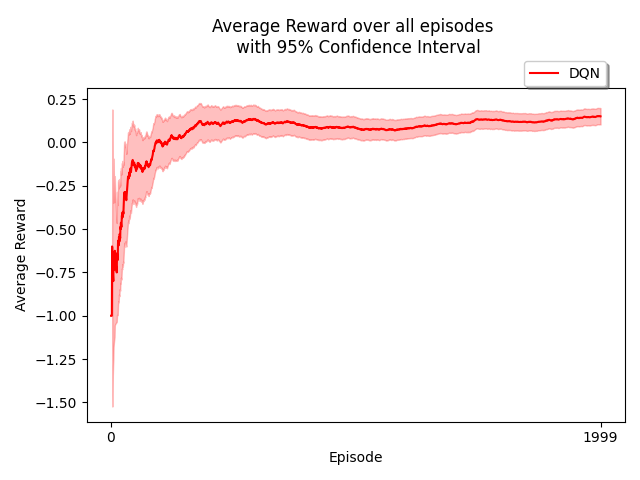 Average Reward over all episodes
with 95% Confidence Interval
DQN
0.25
0.00
−0.25
−0.50
−0.75
−1.00
−1.25
−1.50
Average Reward
0 1999
Episode